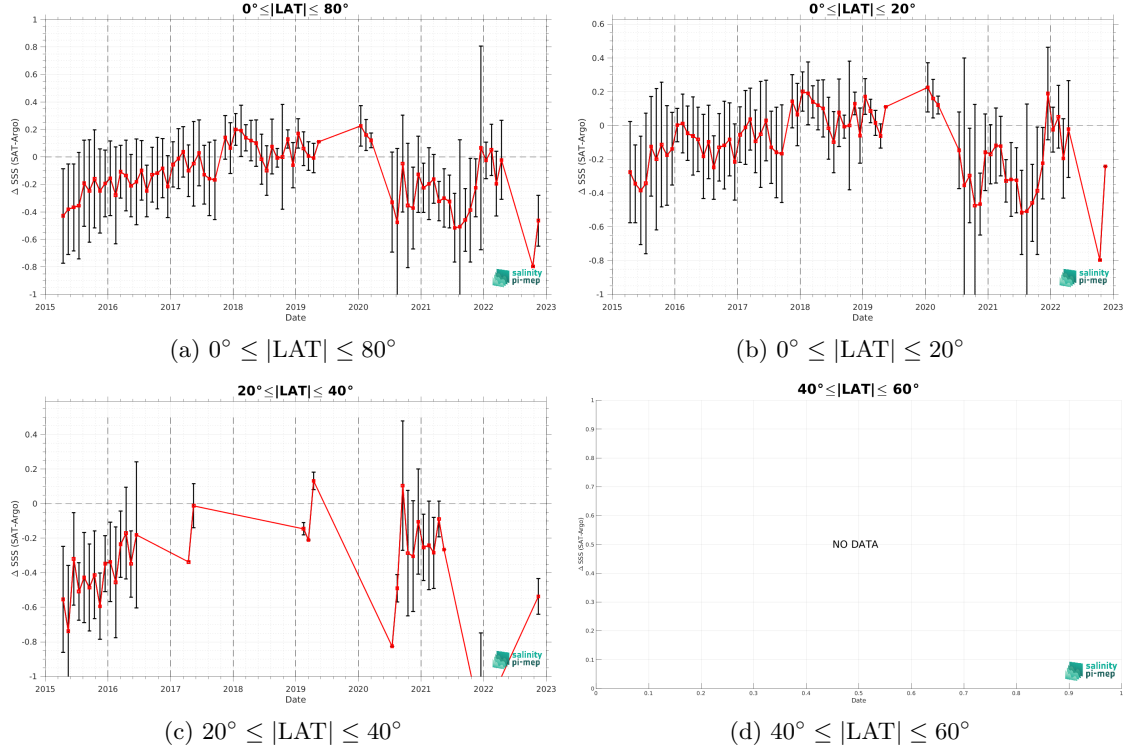 0°≤|LAT|≤ 80°
1
0.8
0.6
0.4
0.2
0
-0.2
-0.4
-0.6
-0.8
-1
Δ SSS (SAT-Argo)
2015 2016 2017 2018 2019 2020 2021 2022 2023
Date
salinity
pi-mep
(a) 0° ≤ |LAT| ≤ 80°
0°≤|LAT|≤ 20°
0.6
0.4
0.2
0
-0.2
-0.4
-0.6
-0.8
-1
Δ SSS (SAT-Argo)
2015 2016 2017 2018 2019 2020 2021 2022 2023
Date
salinity
pi-mep
(b) 0° ≤ |LAT| ≤ 20°
20°≤|LAT|≤ 40°
0.4
0.2
0
-0.2
-0.4
-0.6
-0.8
-1
Δ SSS (SAT-Argo)
2015 2016 2017 2018 2019 2020 2021 2022 2023
Date
salinity
pi-mep
(c) 20° ≤ |LAT| ≤ 40°
40°≤|LAT|≤ 60°
1
0.9
0.8
0.7
0.6
0.5
0.4
0.3
0.2
0.1
0
Δ SSS (SAT-Argo)
NO DATA
0 0.1 0.2 0.3 0.4 0.5 0.6 0.7 0.8 0.9 1
Date
salinity
pi-mep
(d) 40° ≤ |LAT| ≤ 60°